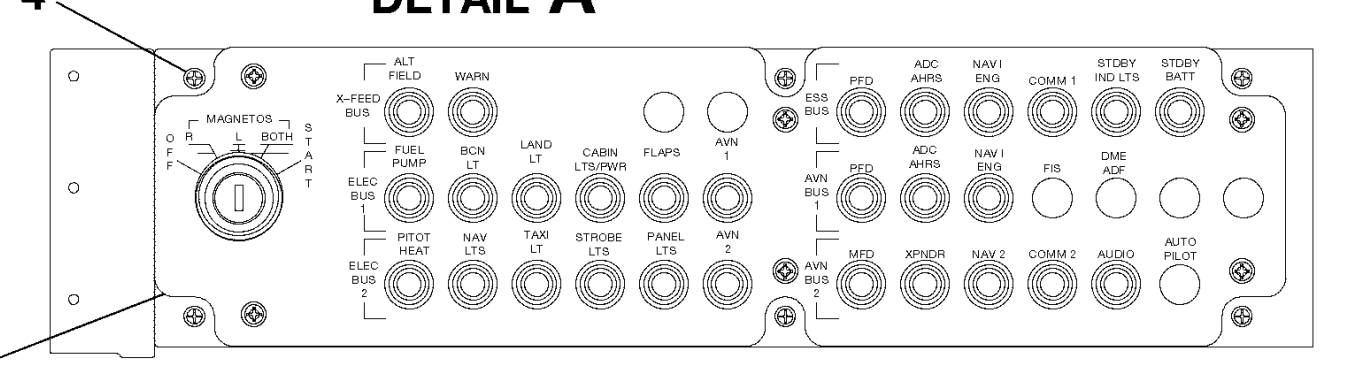 4
DETAIL A
ALT
FIELD
WARN
X-FEED
BUS
PFD
ADC
AHRS
NAV I
ENG
COMM 1
STDBY
IND LTS
STDBY
BATT
ESS
BUS
MAGNETOS
OFF
R
L
BOTH
START
FUEL
PUMP
BCN
LT
LAND
LT
CABIN
LTS/PWR
FLAPS
AVN
1
ELEC
BUS
1
PFD
ADC
AHRS
NAV I
ENG
FIS
DME
ADF
AVN
BUS
1
PITOT
HEAT
NAV
LTS
TAXI
LT
STROBE
LTS
PANEL
LTS
AVN
2
ELEC
BUS
2
MFD
XPNDR
NAV 2
COMM 2
AUDIO
AUTO
PILOT
AVN
BUS
2